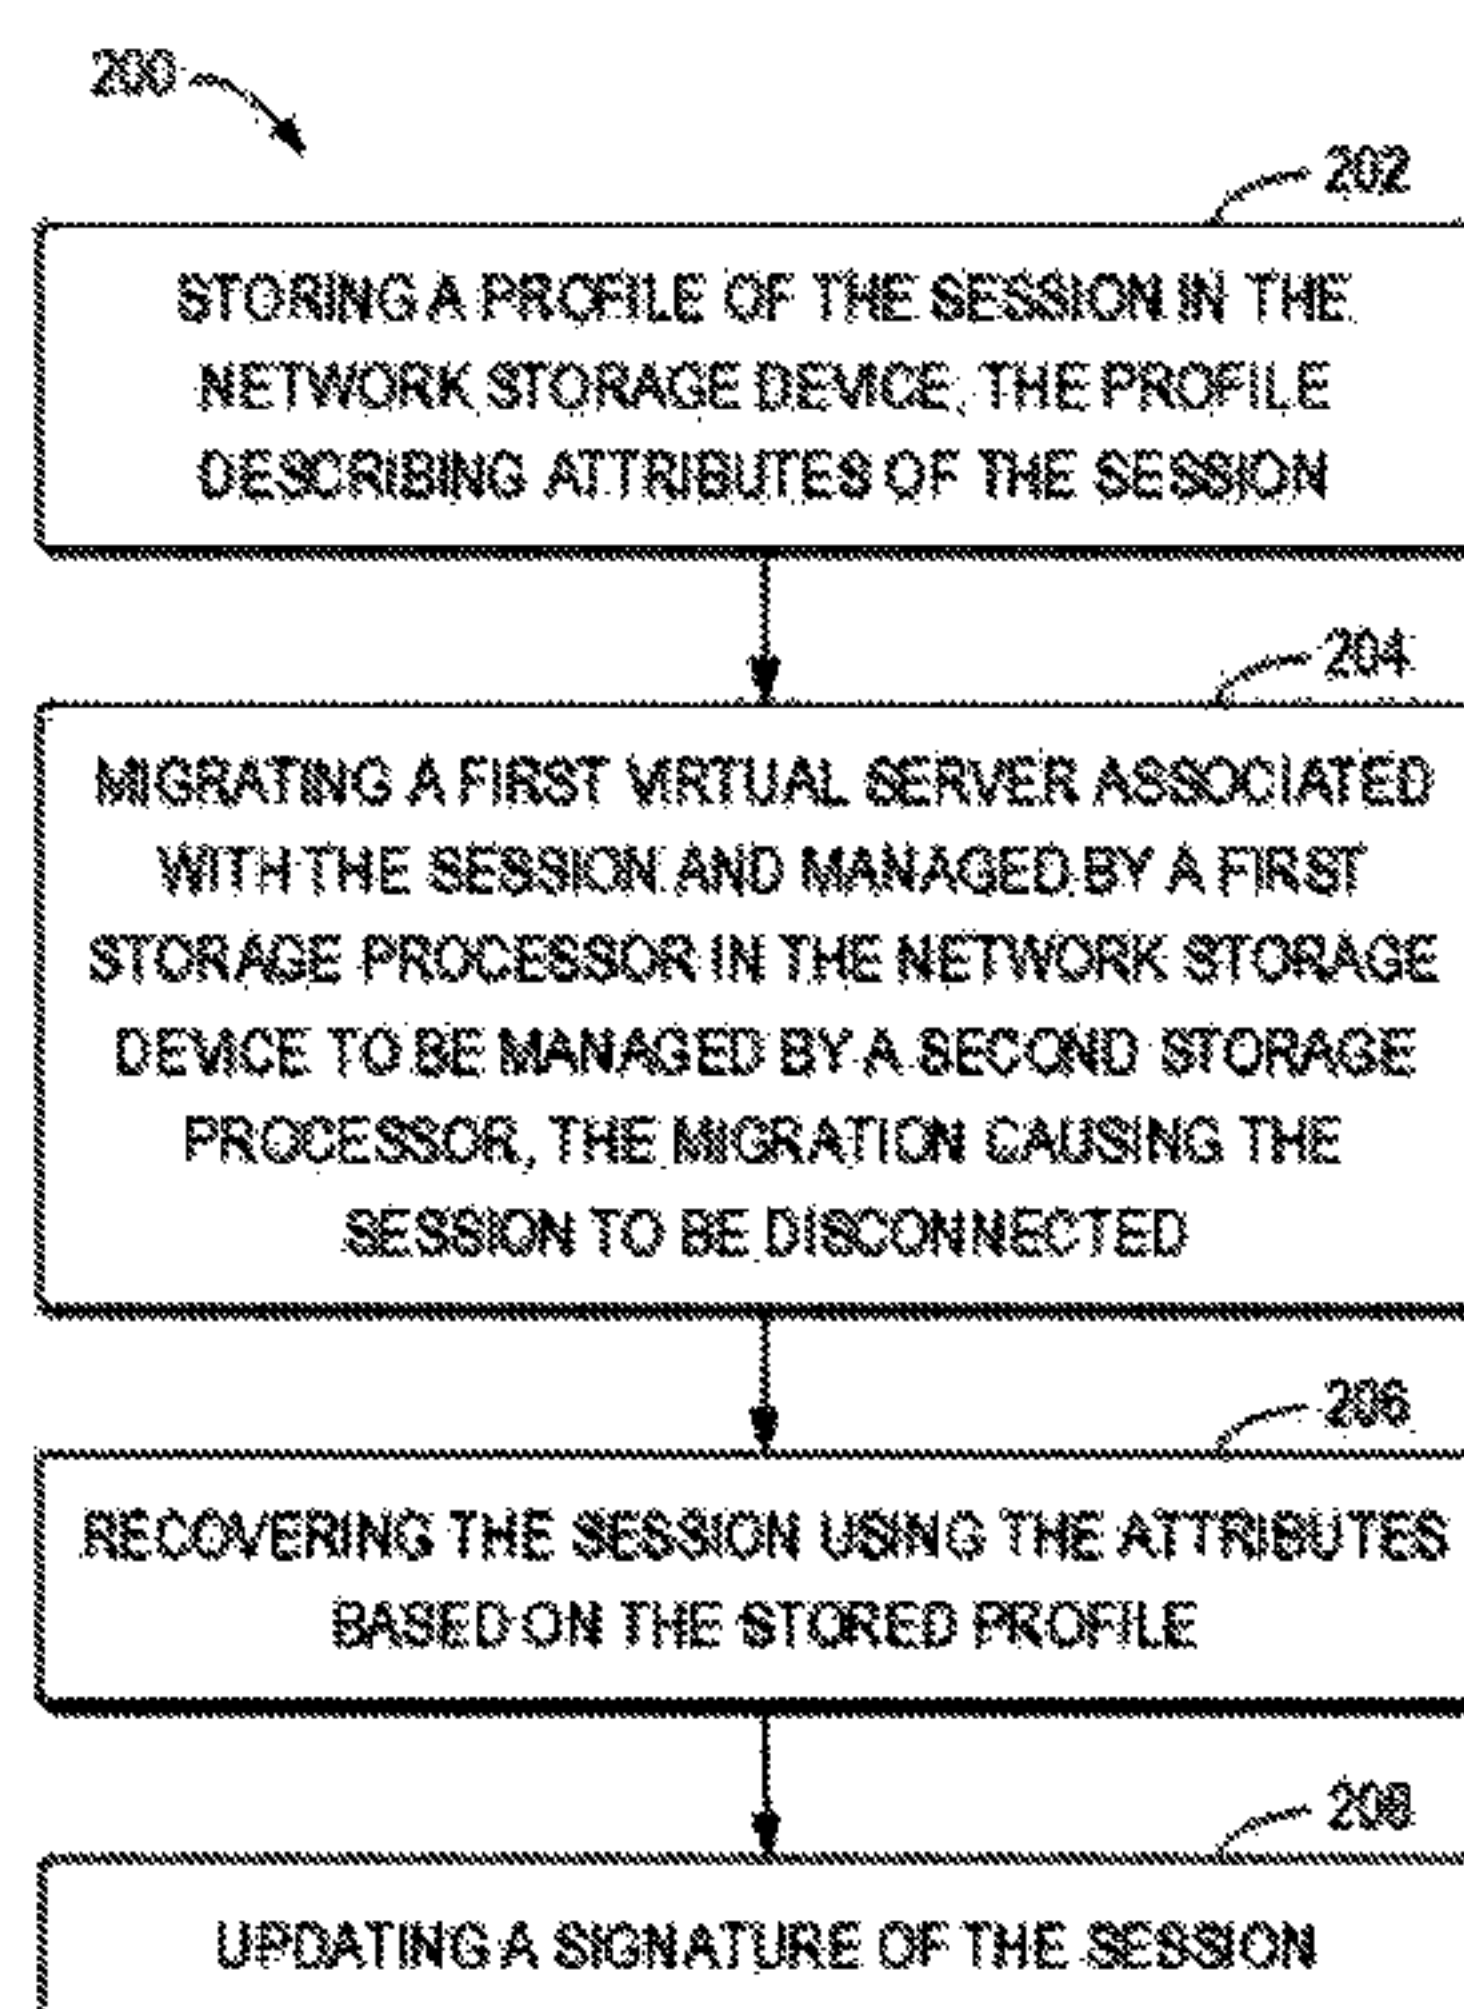 200
202
STORING A PROFILE OF THE SESSION IN THE
NETWORK STORAGE DEVICE, THE PROFILE
DESCRIBING ATTRIBUTES OF THE SESSION
204
MIGRATING A FIRST VIRTUAL SERVER ASSOCIATED
WITH THE SESSION AND MANAGED BY A FIRST
STORAGE PROCESSOR IN THE NETWORK STORAGE
DEVICE TO BE MANAGED BY A SECOND STORAGE
PROCESSOR, THE MIGRATION CAUSING THE
SESSION TO BE DISCONNECTED
206
RECOVERING THE SESSION USING THE ATTRIBUTES
BASED ON THE STORED PROFILE
208
UPDATING A SIGNATURE OF THE SESSION